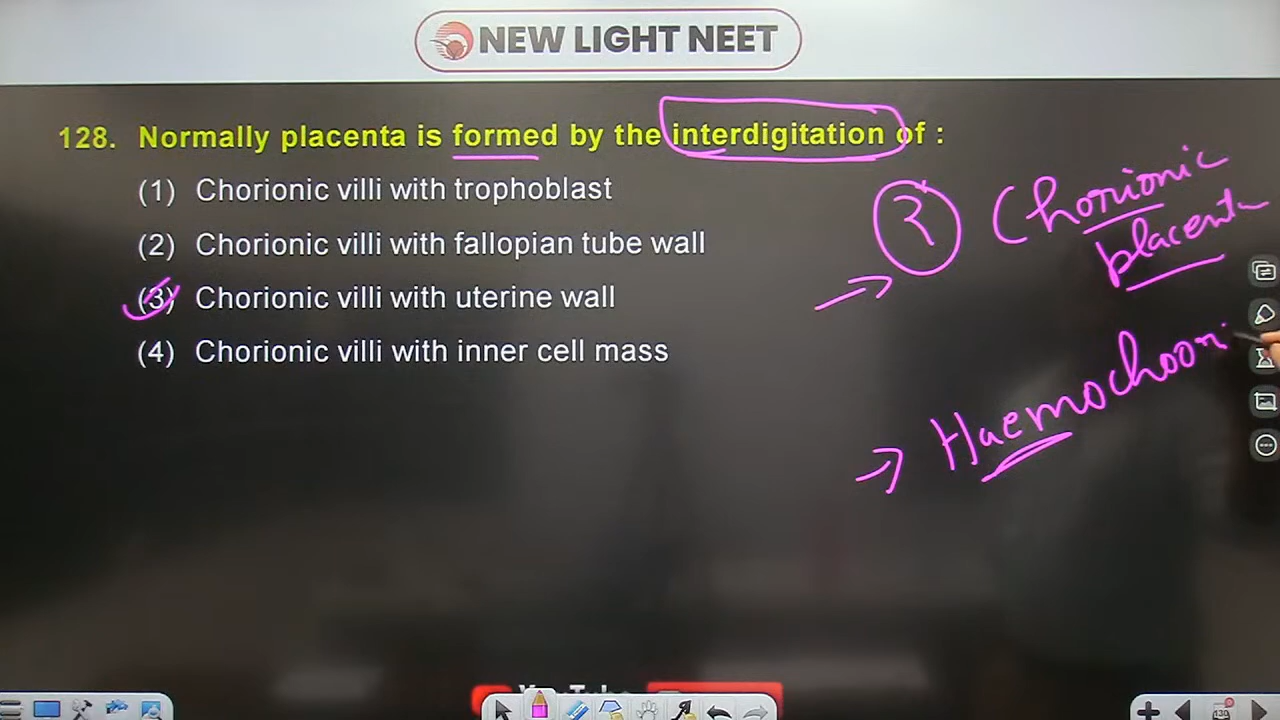 NEW LIGHT NEET
128. Normally placenta is formed by the interdigitation of :
(1) Chorionic villi with trophoblast
(2) Chorionic villi with fallopian tube wall
(3) Chorionic villi with uterine wall
(4) Chorionic villi with inner cell mass
Chorionic
placenta
→ Haemochoori
YouTube